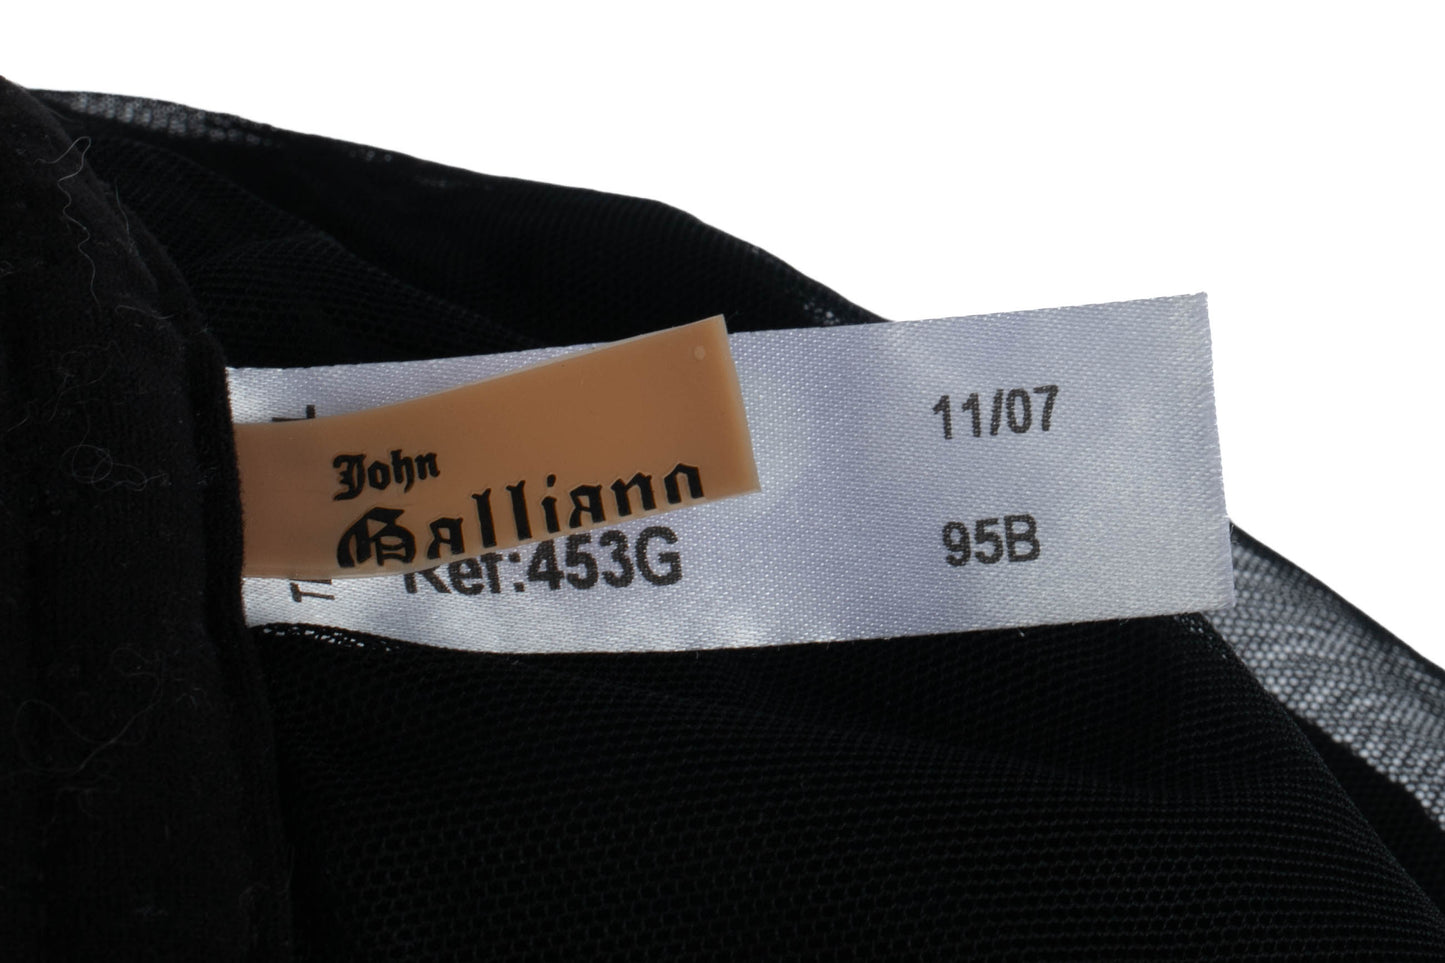 John
Galliano
11/07
Ref:453G
95B